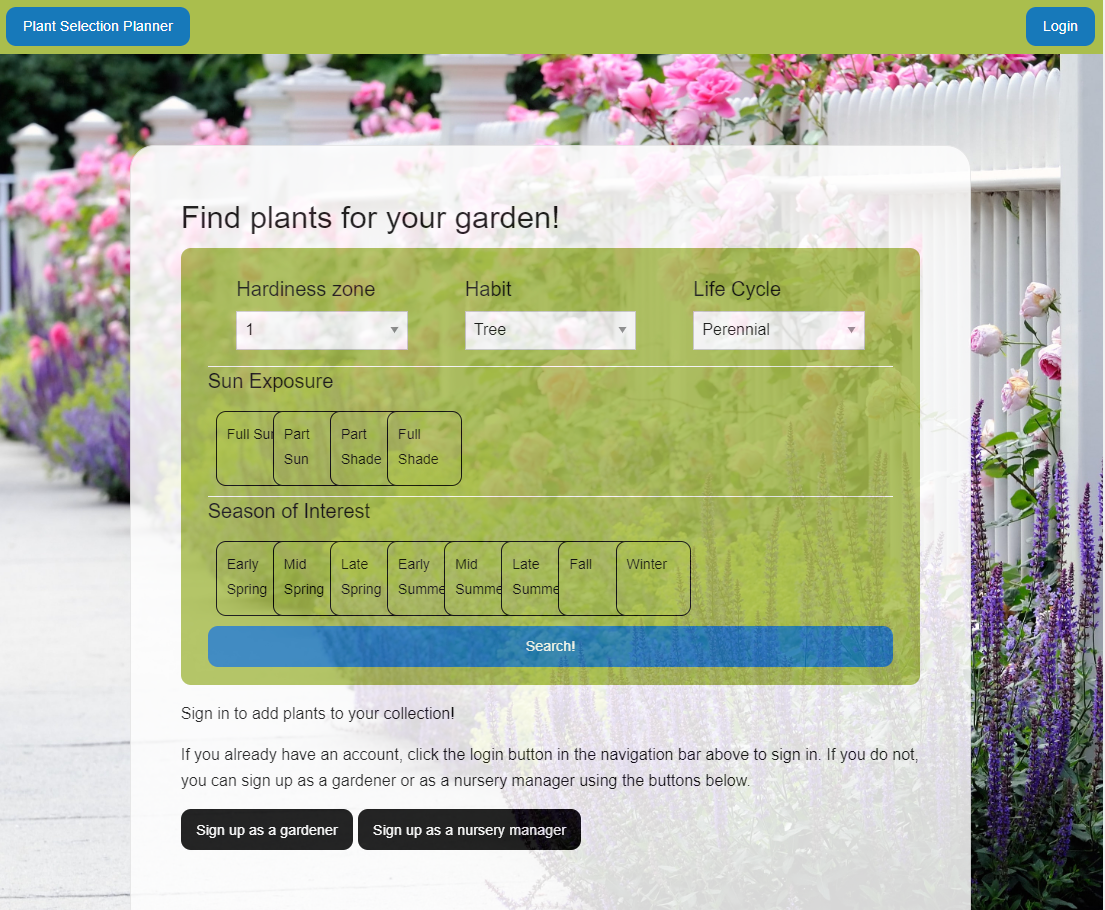 Plant Selection Planner
Login
Find plants for your garden!
Hardiness zone
Habit
Life Cycle
1
Tree
Perennial
Sun Exposure
Full Sun
Part
Sun
Part
Shade
Full
Shade
Season of Interest
Early
Spring
Mid
Spring
Late
Spring
Early
Summe
Mid
Summe
Late
Summe
Fall
Winter
Search!
Sign in to add plants to your collection!
If you already have an account, click the login button in the navigation bar above to sign in. If you do not,
you can sign up as a gardener or as a nursery manager using the buttons below.
Sign up as a gardener
Sign up as a nursery manager